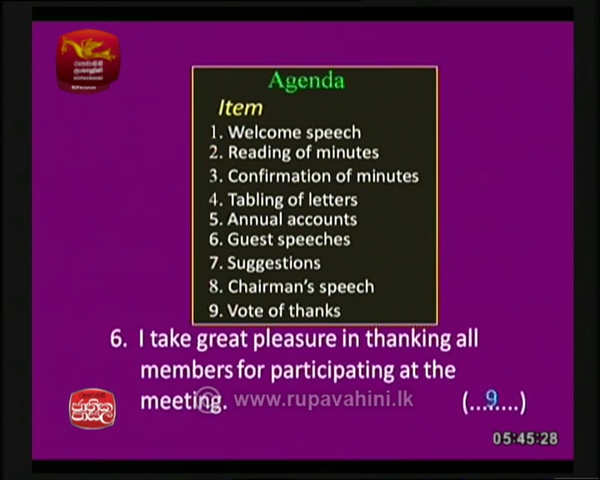 Agenda
Item
1. Welcome speech
2. Reading of minutes
3. Confirmation of minutes
4. Tabling of letters
5. Annual accounts
6. Guest speeches
7. Suggestions
8. Chairman's speech
9. Vote of thanks
6. I take great pleasure in thanking all
members for participating at the
meeting. (...9....)
© www.rupavahini.lk
05:45:28